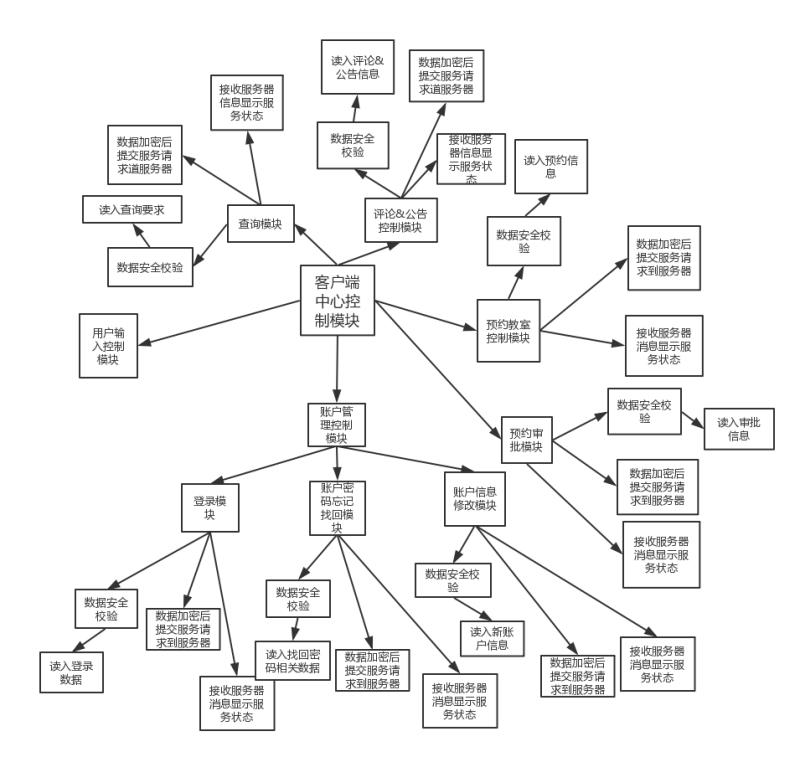 读入评论&
公告信息
数据加密后
提交服务请
求道服务器
接收服务器
信息显示服
务状态
数据安全
校验
数据加密后
提交服务请
求道服务器
接收服务
器信息显
示服务状
态
读入预约信
息
读入查询要求
查询模块
评论&公告
控制模块
数据安全校
验
数据加密后
提交服务请
求到服务器
数据安全校验
客户端
中心控
制模块
用户输
入控制
模块
预约教室
控制模块
接收服务器
消息显示服
务状态
账户管
理控制
模块
预约审
批模块
数据安全校
验
读入审批
信息
数据加密后
提交服务请
求到服务器
登录模
块
账户密
码忘记
找回模
块
账户信息
修改模块
接收服务器
消息显示服
务状态
数据安全
校验
数据加密后
提交服务请
求到服务器
数据安全
校验
数据安全校
验
读入新账
户信息
读入登录
数据
接收服务器
消息显示服
务状态
读入找回密
码相关数据
数据加密后
提交服务请
求到服务器
接收服务器
消息显示服
务状态
数据加密后
提交服务请
求到服务器
接收服务器
消息显示服
务状态